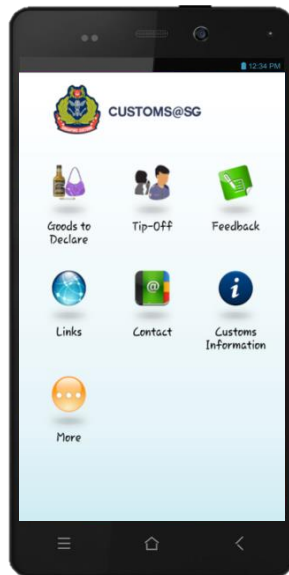 12:34 PM
CUSTOMS@SG
Goods to
Declare
Tip-Off
Feedback
@
Links
Contact
i
Customs
Information
More